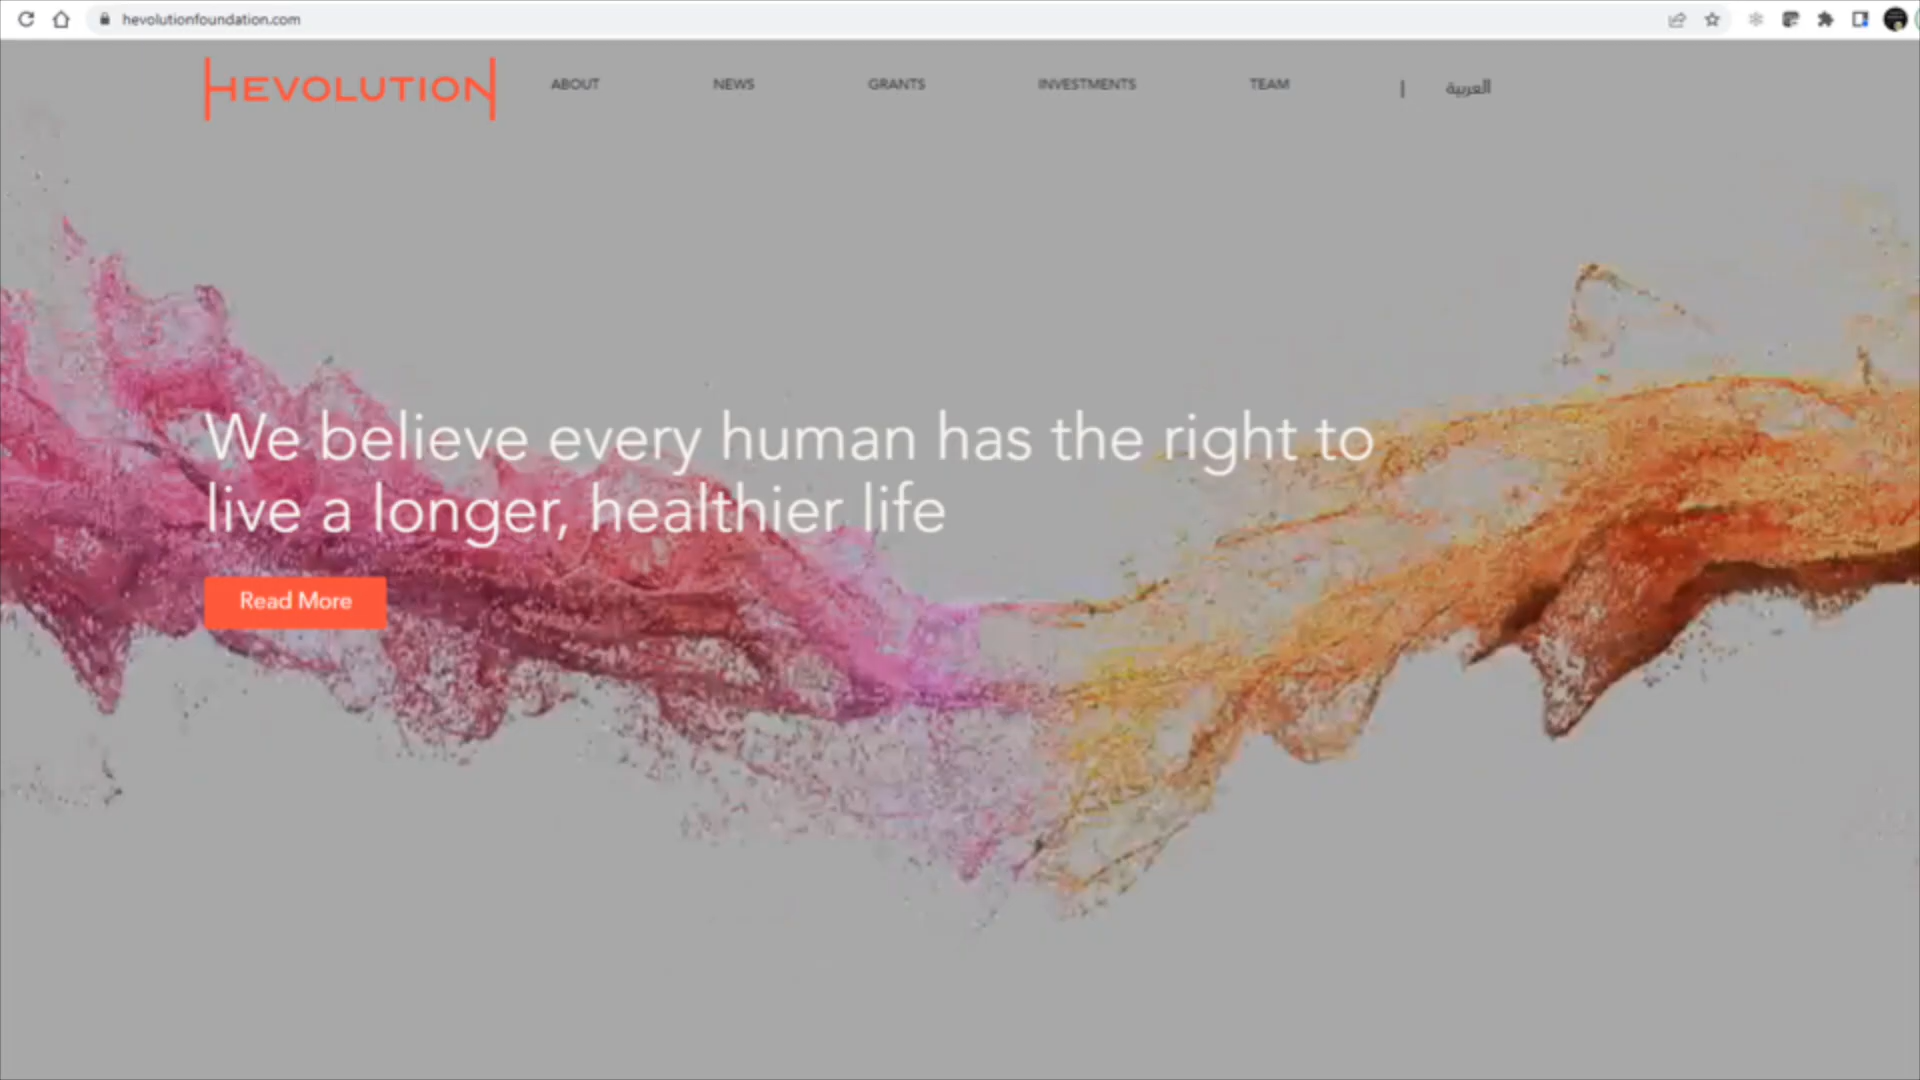 hevolutionfoundation.com
HEVOLUTION
ABOUT
NEWS
GRANTS
INVESTMENTS
TEAM
|
العربية
We believe every human has the right to
live a longer, healthier life
Read More